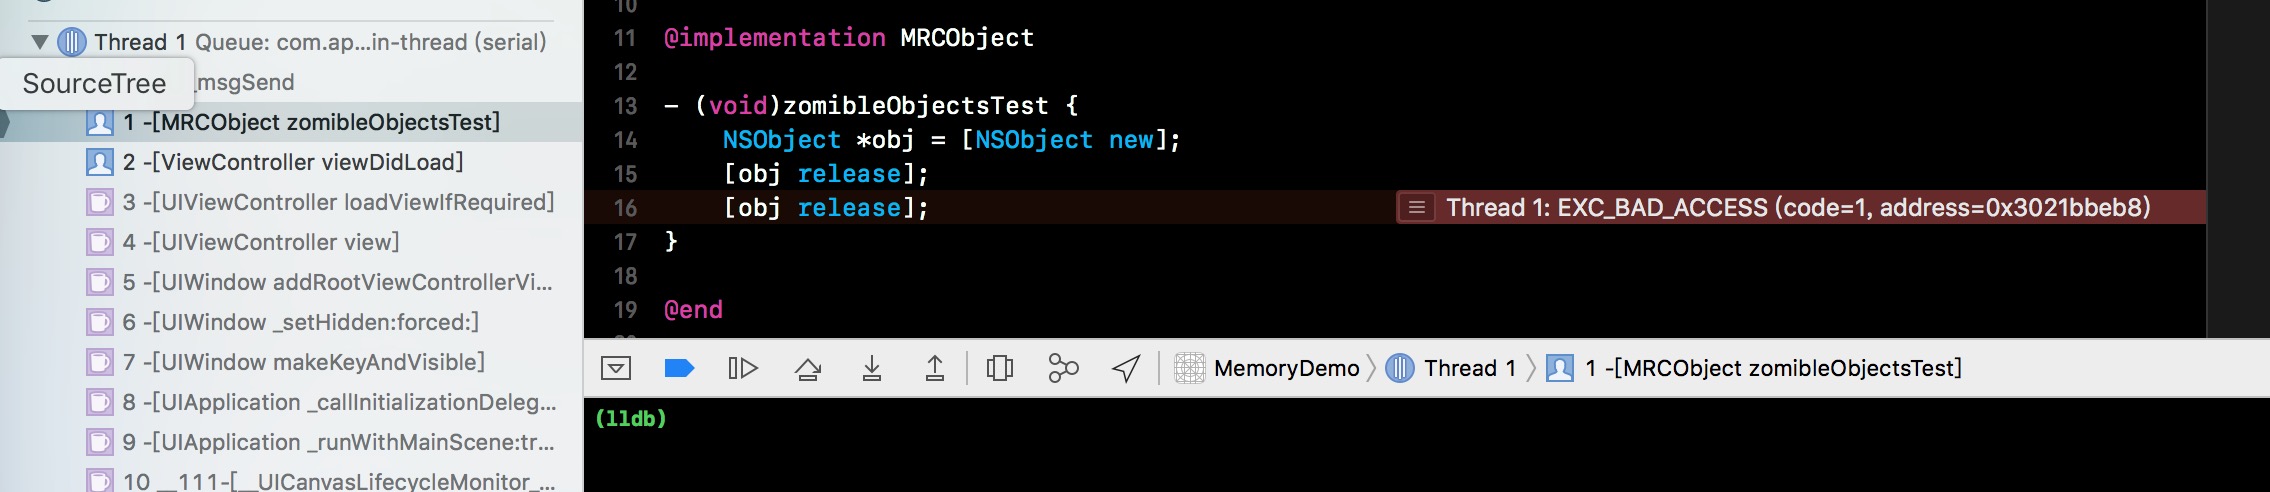 Thread 1 Queue: com.ap...in-thread (serial)
SourceTree
_msgSend
1 -[MRCObject zomibleObjectsTest]
2 -[ViewController viewDidLoad]
3 -[UIViewController loadViewIfRequired]
4 -[UIViewController view]
5 -[UIWindow addRootViewControllerVi...
6 -[UIWindow _setHidden:forced:]
7 -[UIWindow makeKeyAndVisible]
8 -[UIApplication _callInitializationDeleg...
9 -[UIApplication _runWithMainScene:tr...
10 __111-[__UICanvasLifecycleMonitor_...
10
11 @implementation MRCObject
12
13 - (void)zomibleObjectsTest {
14 NSObject *obj = [NSObject new];
15 [obj release];
16 [obj release]; Thread 1: EXC_BAD_ACCESS (code=1, address=0x3021bbeb8)
17 }
18
19 @end
MemoryDemo Thread 1 1 -[MRCObject zomibleObjectsTest]
(lldb)